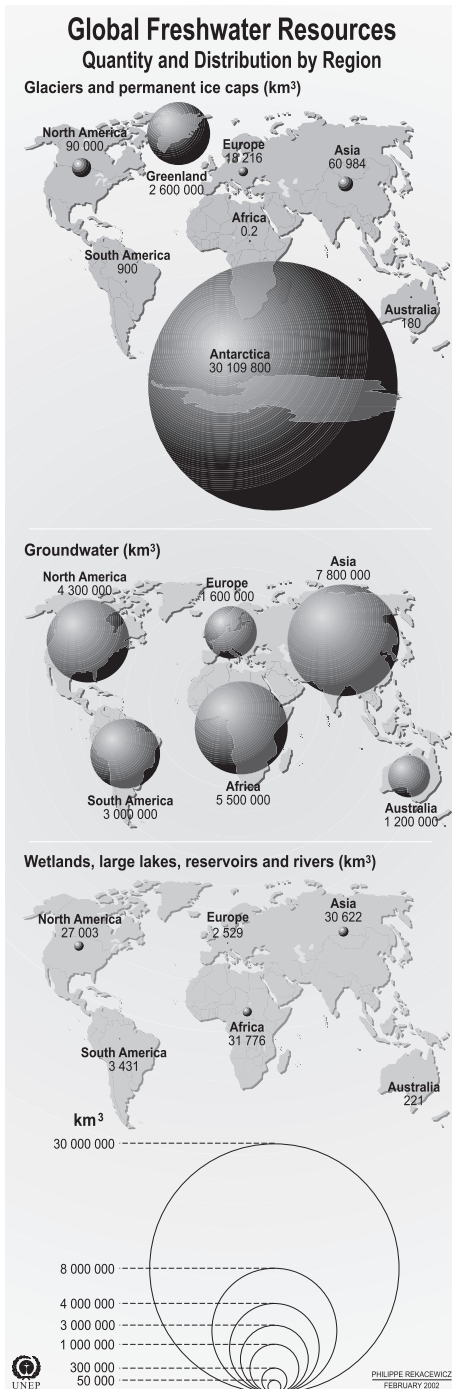 Global Freshwater Resources
Quantity and Distribution by Region
Glaciers and permanent ice caps (km³)
North America
90 000
Greenland
2 600 000
Europe
18 216
Asia
60 984
Africa
0.2
South America
900
Australia
180
Antarctica
30 109 800
Groundwater (km³)
North America
4 300 000
Europe
1 600 000
Asia
7 800 000
South America
3 000 000
Africa
5 500 000
Australia
1 200 000
Wetlands, large lakes, reservoirs and rivers (km³)
North America
27 003
Europe
2 529
Asia
30 622
Africa
31 776
South America
3 431
Australia
221
km³
30 000 000
8 000 000
4 000 000
3 000 000
1 000 000
300 000
50 000
UNEP
PHILIPPE REKACEWICZ
FEBRUARY 2002